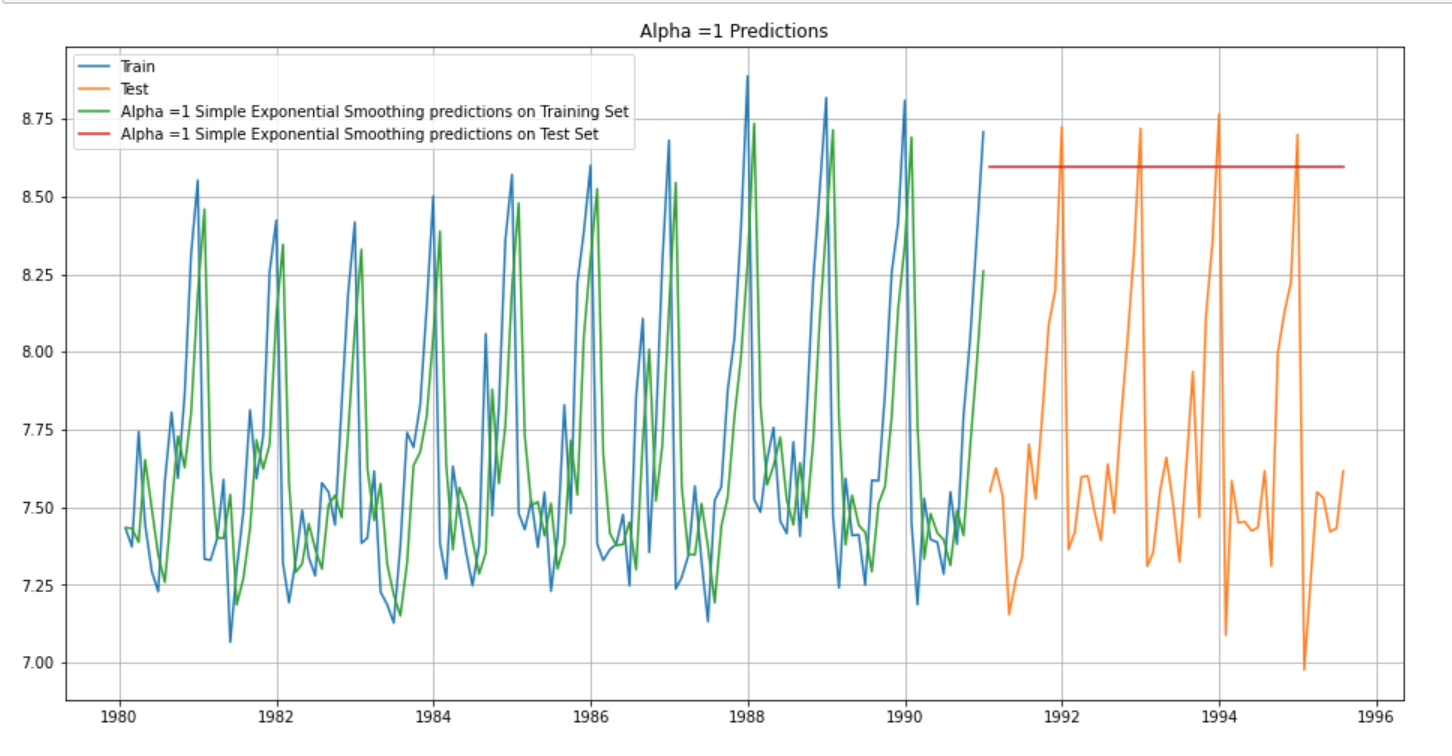 Alpha =1 Predictions
Train
Test
Alpha =1 Simple Exponential Smoothing predictions on Training Set
Alpha =1 Simple Exponential Smoothing predictions on Test Set
8.75
8.50
8.25
8.00
7.75
7.50
7.25
7.00
1980 1982 1984 1986 1988 1990 1992 1994 1996